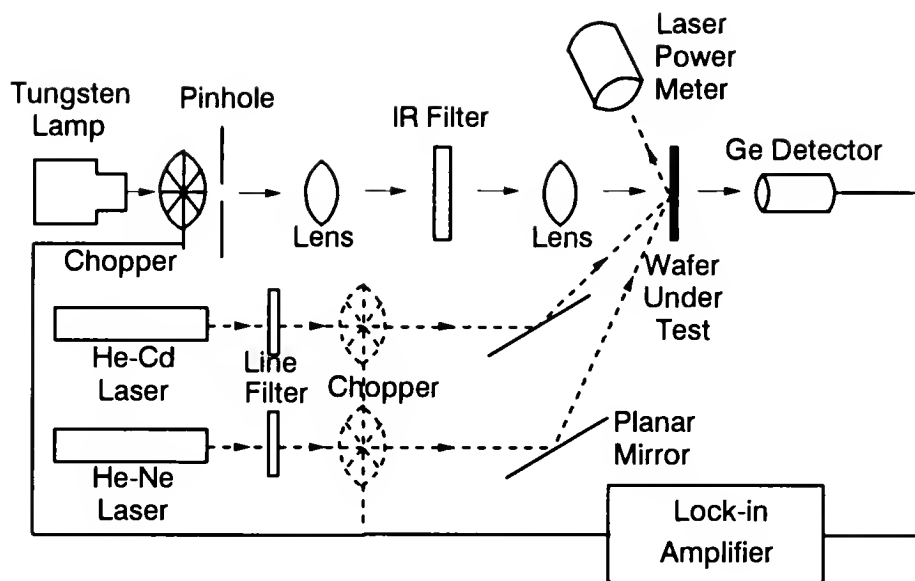 Laser
Power
Meter
Tungsten
Lamp
Pinhole
IR Filter
Ge Detector
Chopper
Lens
Lens
Wafer
Under
Test
He-Cd
Laser
Line
Filter
Chopper
Planar
Mirror
He-Ne
Laser
Lock-in
Amplifier